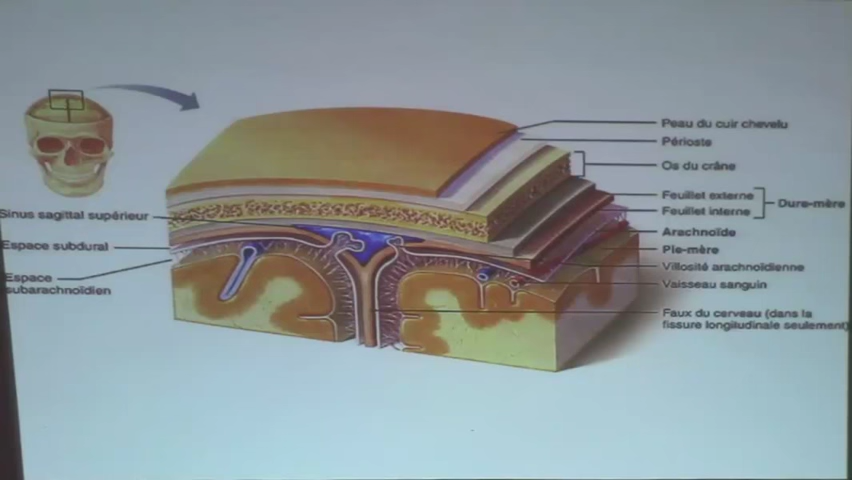 Peau du cuir chevelu
Périoste
Os du crâne
Feuillet externe
Feuillet interne
Dure-mère
Arachnoïde
Pie-mère
Villosité arachnoïdienne
Vaisseau sanguin
Faux du cerveau (dans la
fissure longitudinale seulement)
Sinus sagittal supérieur
Espace subdural
Espace
subarachnoïdien